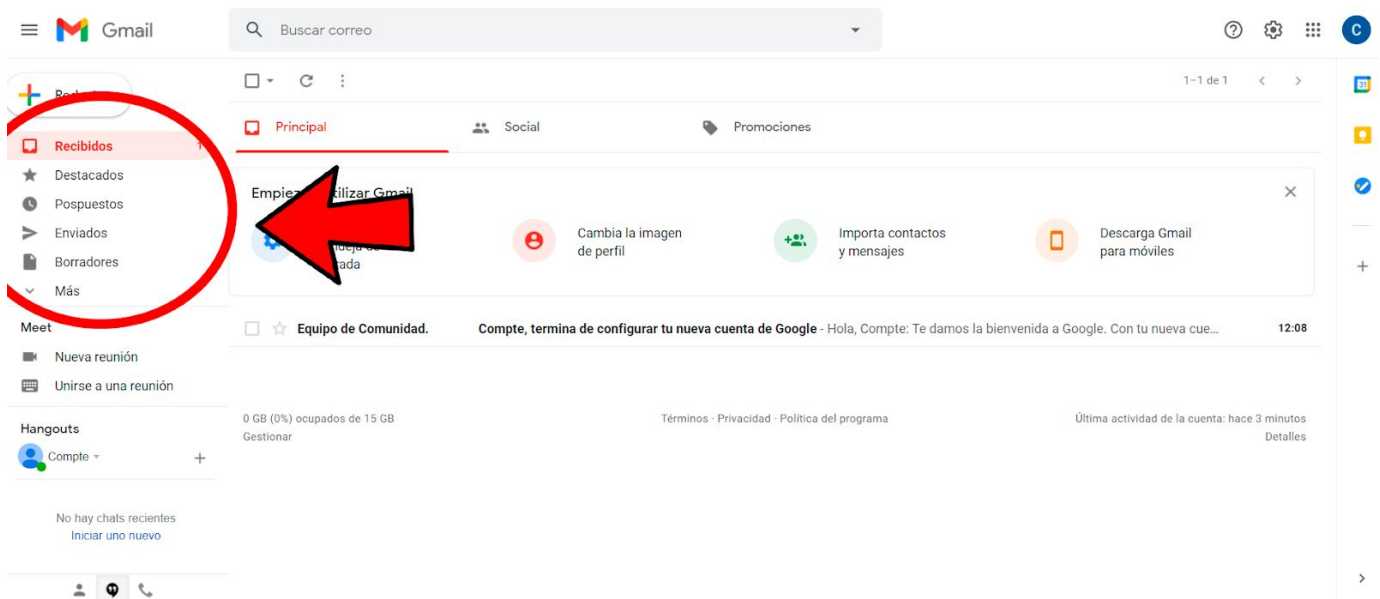 Gmail
Buscar correo
C
1–1 de 1
31
Principal
Social
Promociones
Recibidos
Destacados
Pospuestos
Enviados
Borradores
Más
Gmail
Cambia la imagen
de perfil
Importa contactos
y mensajes
Descarga Gmail
para móviles
Meet
Nueva reunión
Unirse a una reunión
Equipo de Comunidad. Compte, termina de configurar tu nueva cuenta de Google - Hola, Compte: Te damos la bienvenida a Google. Con tu nueva cue... 12:08
Hangouts
Compte
No hay chats recientes
Iniciar uno nuevo
0 GB (0%) ocupados de 15 GB
Gestionar
Términos · Privacidad · Política del programa
Última actividad de la cuenta: hace 3 minutos
Detalles